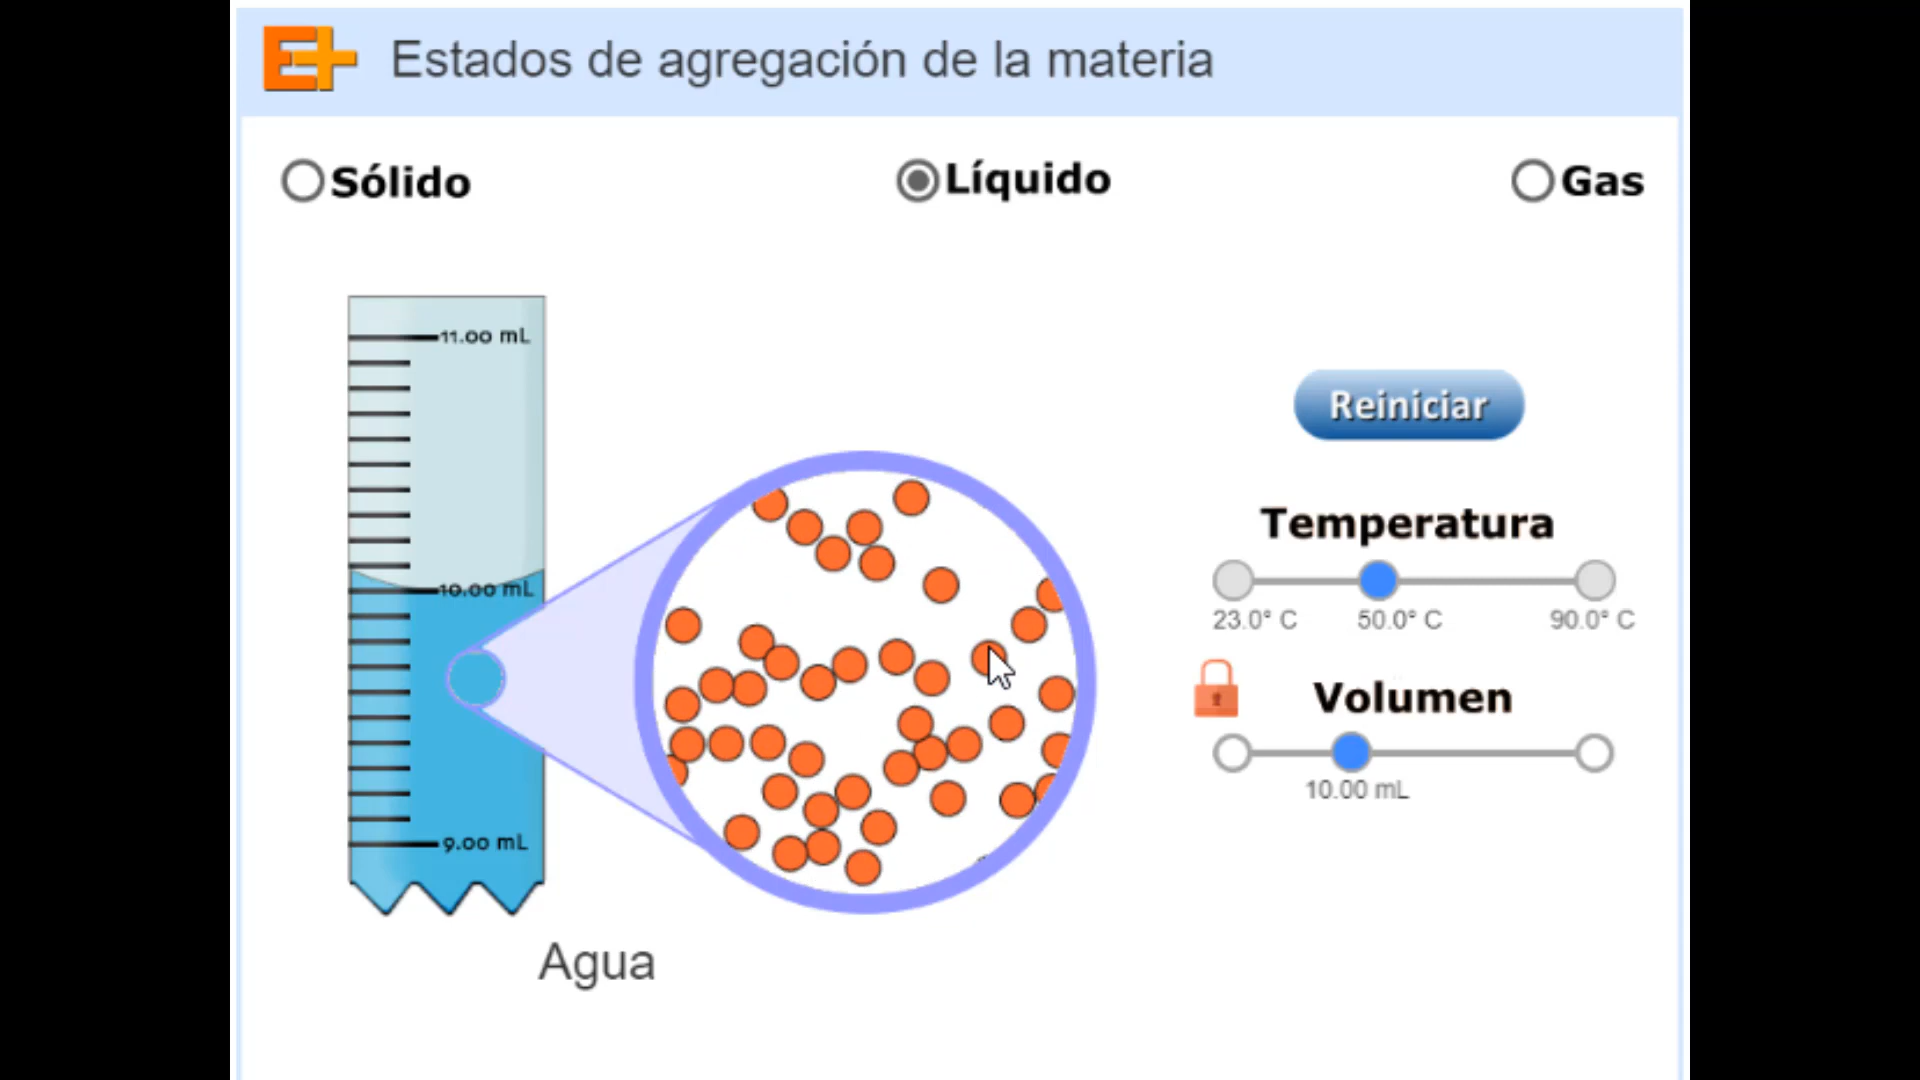 E+ Estados de agregación de la materia
Sólido
Líquido
Gas
11.00 mL
10.00 mL
9.00 mL
Agua
Reiniciar
Temperatura
23.0° C
50.0° C
90.0° C
Volumen
10.00 mL